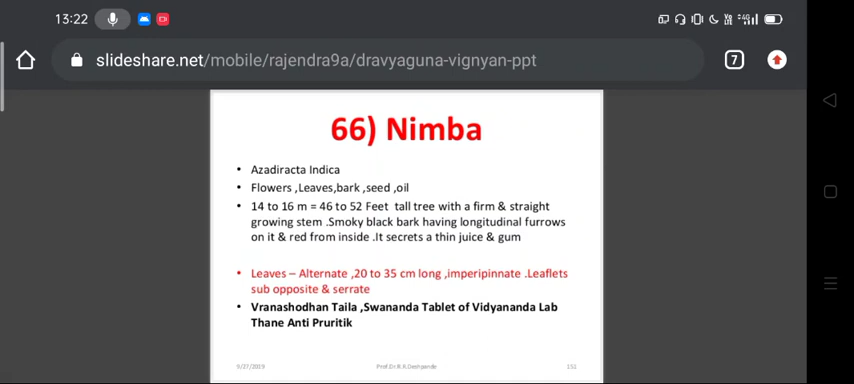 13:22
4G
slideshare.net/mobile/rajendra9a/dravyaguna-vignyan-ppt
7
66) Nimba
• Azadiracta Indica
• Flowers ,Leaves,bark ,seed ,oil
• 14 to 16 m = 46 to 52 Feet tall tree with a firm & straight
growing stem .Smoky black bark having longitudinal furrows
on it & red from inside .It secrets a thin juice & gum
• Leaves – Alternate ,20 to 35 cm long ,imperipinnate .Leaflets
sub opposite & serrate
• Vranashodhan Taila ,Swananda Tablet of Vidyananda Lab
Thane Anti Pruritik
9/27/2019
Prof.Dr.R.R.Deshpande
151